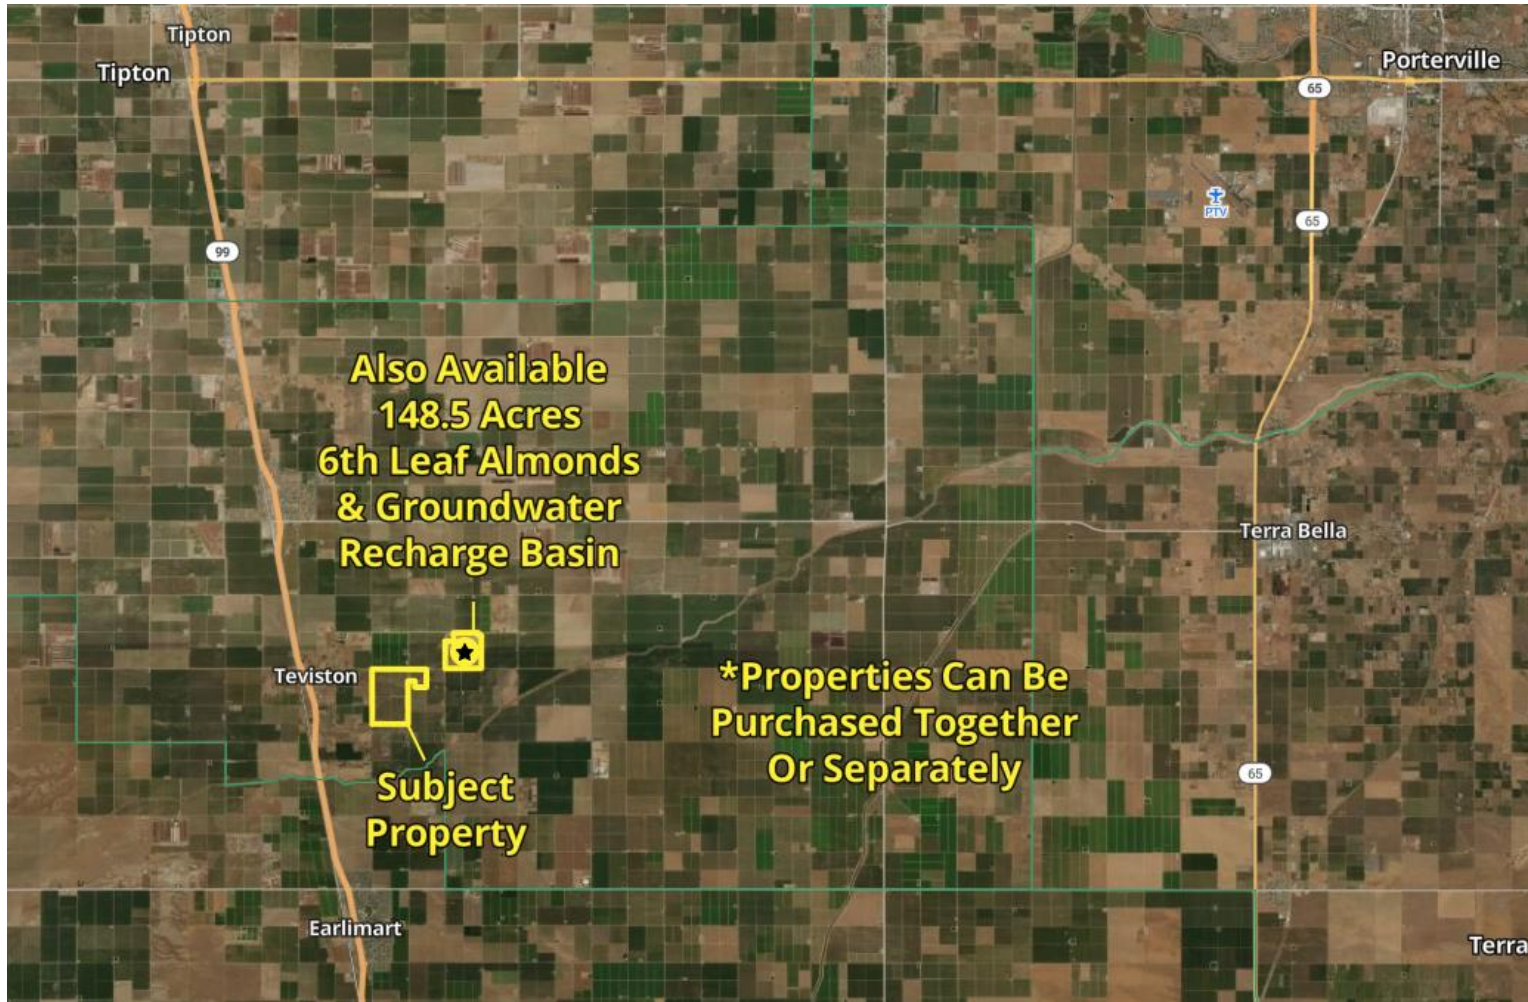 Tipton
Tipton
Porterville
65
PTV
65
99
Also Available
148.5 Acres
6th Leaf Almonds
& Groundwater
Recharge Basin
Terra Bella
Teviston
*Properties Can Be
Purchased Together
Or Separately
65
Subject
Property
Earlimart
Terra